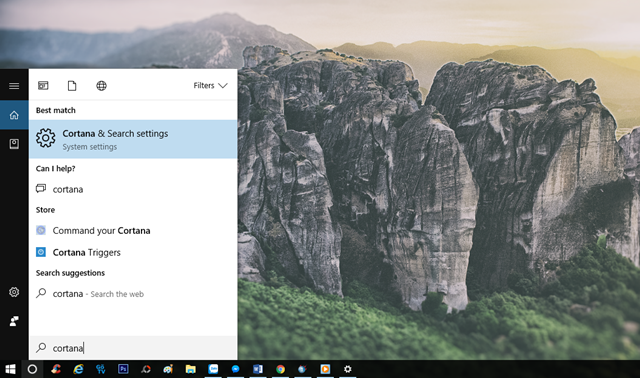 Filters
Best match
Cortana & Search settings
System settings
Can I help?
cortana
Store
Command your Cortana
Cortana Triggers
Search suggestions
cortana - Search the web
cortana